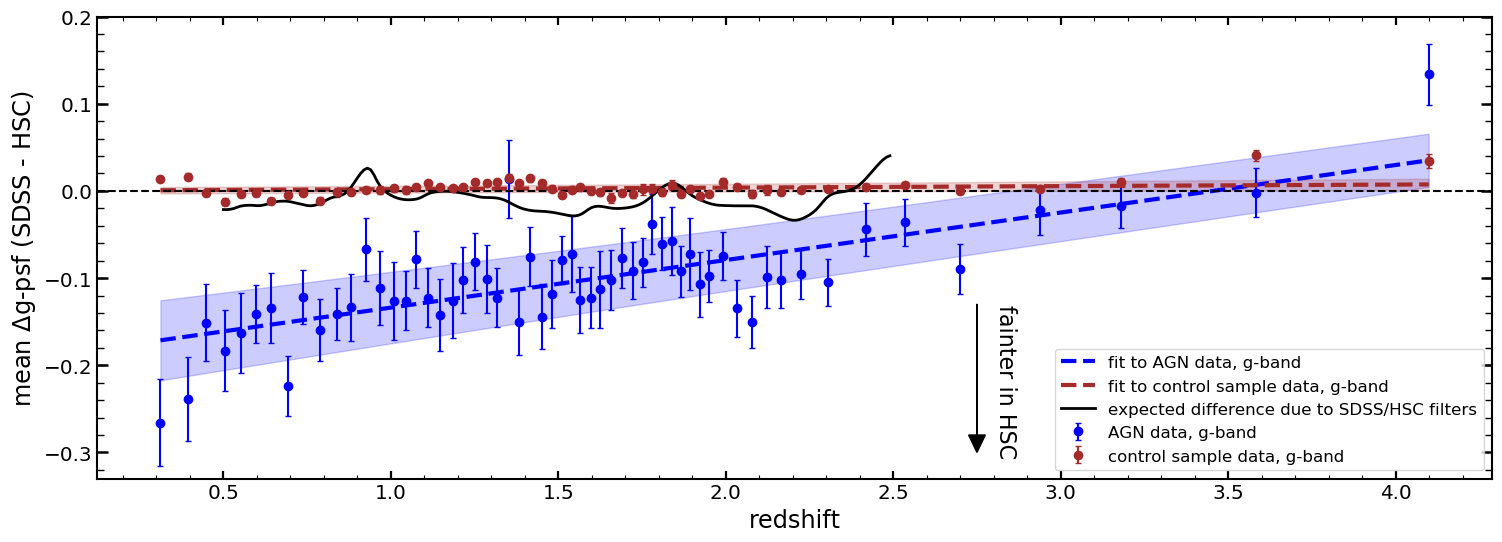 mean Δg-psf (SDSS - HSC)
0.2
0.1
0.0
−0.1
−0.2
−0.3
fainter in HSC
fit to AGN data, g-band
fit to control sample data, g-band
expected difference due to SDSS/HSC filters
AGN data, g-band
control sample data, g-band
0.5 1.0 1.5 2.0 2.5 3.0 3.5 4.0
redshift